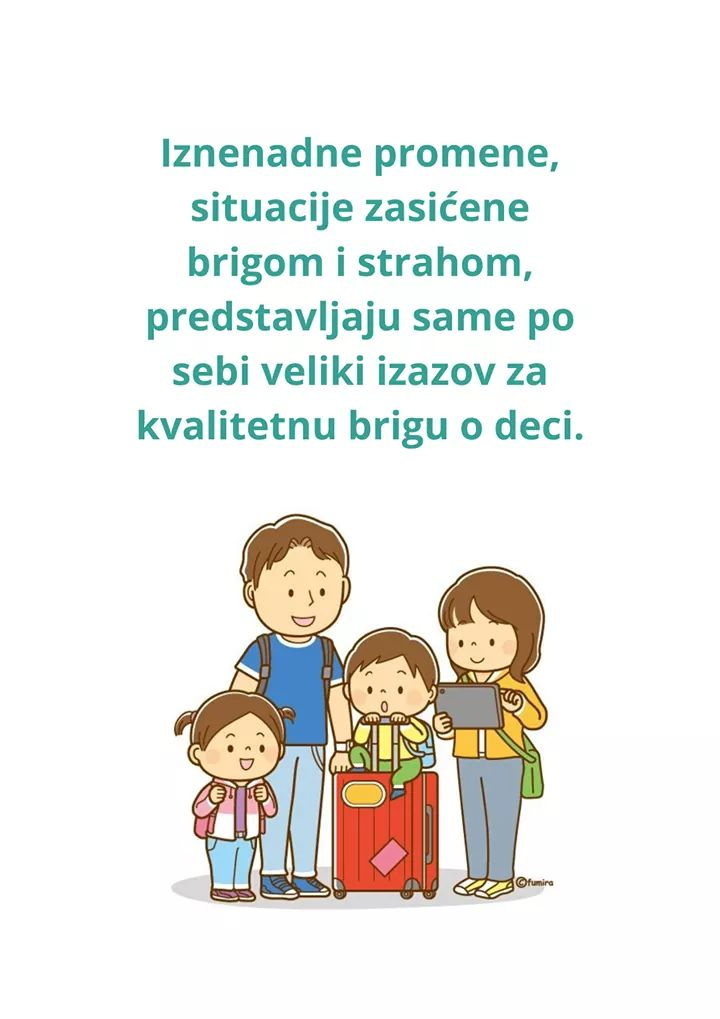 Iznenadne promene,
situacije zasićene
brigom i strahom,
predstavljaju same po
sebi veliki izazov za
kvalitetnu brigu o deci.
©fumira